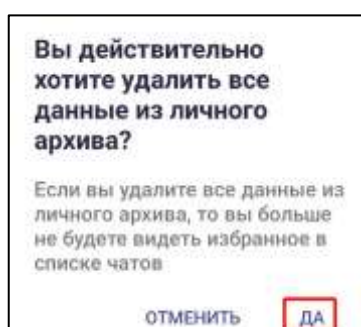 Вы действительно
хотите удалить все
данные из личного
архива?
Если вы удалите все данные из
личного архива, то вы больше
не будете видеть избранное в
списке чатов
ОТМЕНИТЬ ДА